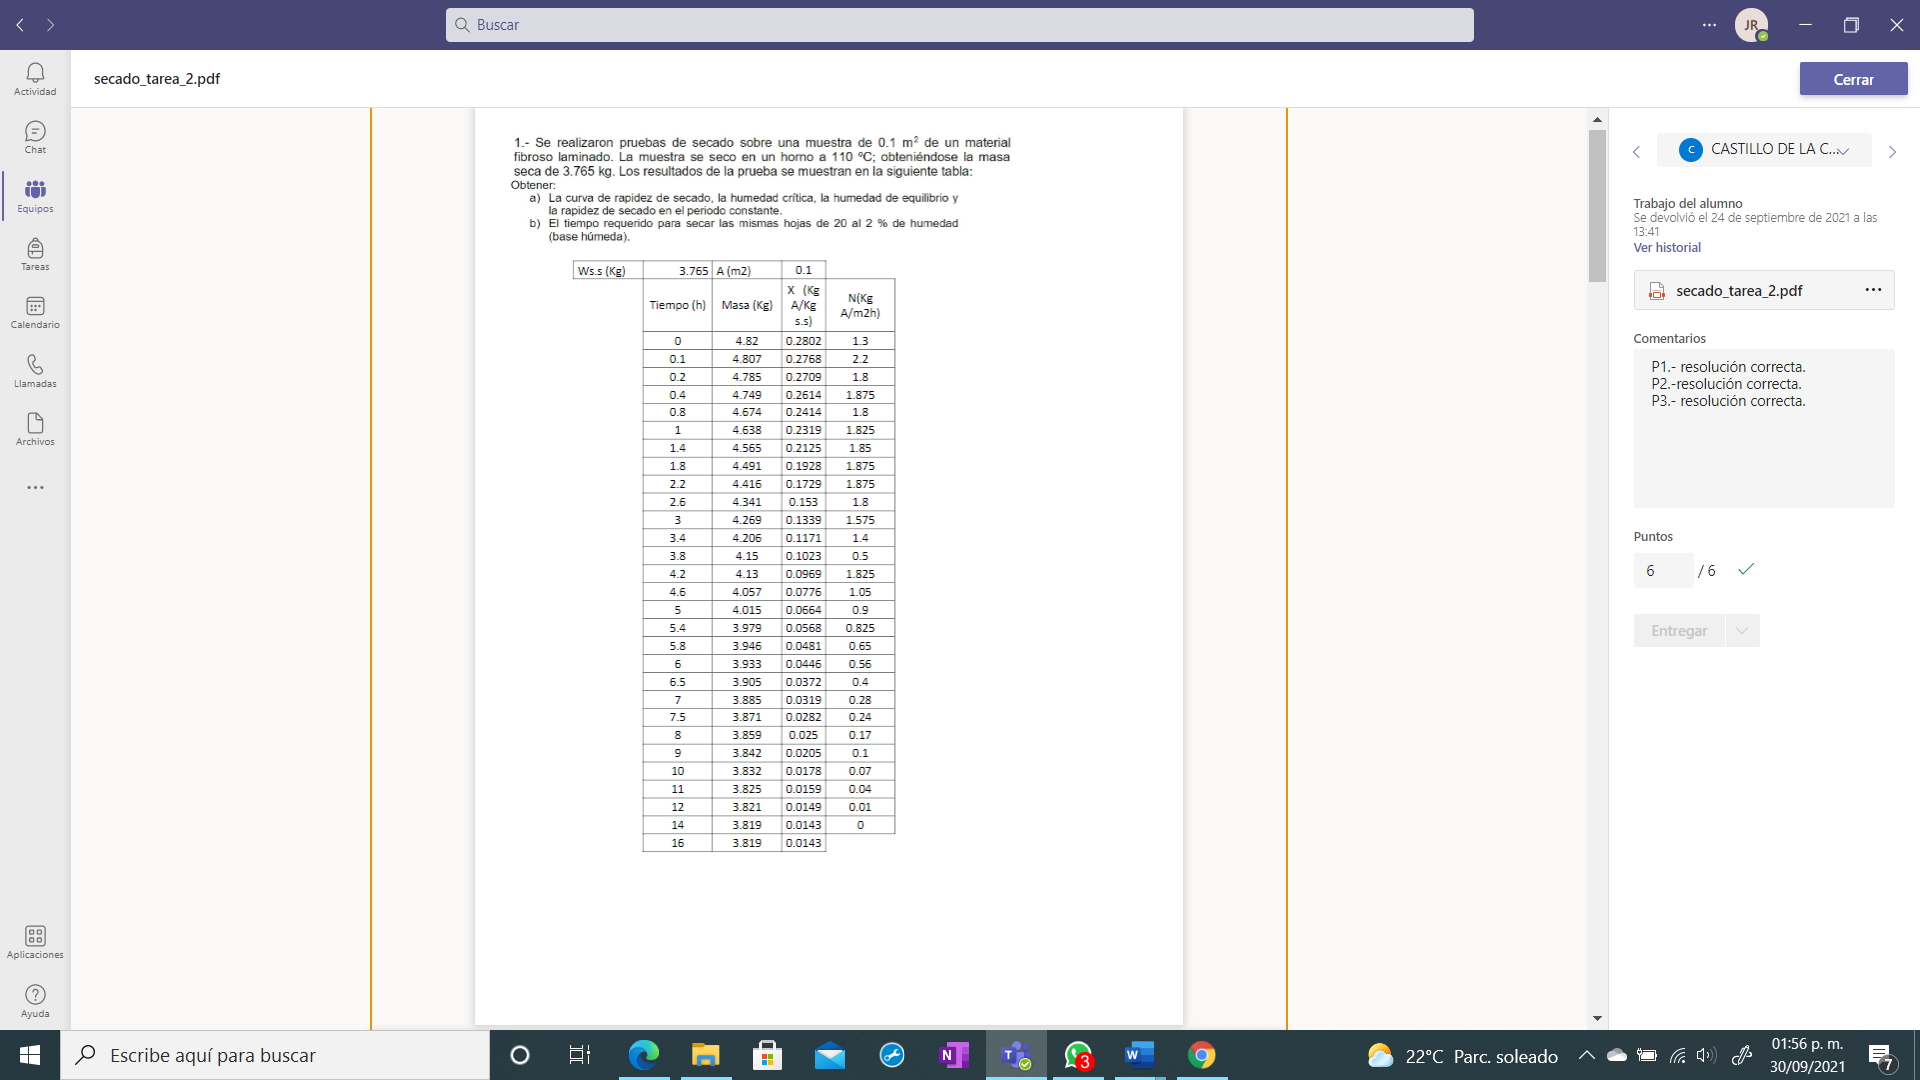 Buscar
JR
Actividad
Chat
Equipos
Tareas
Calendario
Llamadas
Archivos
Aplicaciones
Ayuda
secado_tarea_2.pdf
Cerrar
1.- Se realizaron pruebas de secado sobre una muestra de 0.1 m² de un material
fibroso laminado. La muestra se seco en un horno a 110 ºC; obteniéndose la masa
seca de 3.765 kg. Los resultados de la prueba se muestran en la siguiente tabla:
Obtener:
a) La curva de rapidez de secado, la humedad crítica, la humedad de equilibrio y
la rapidez de secado en el periodo constante.
b) El tiempo requerido para secar las mismas hojas de 20 al 2 % de humedad
(base húmeda).
Ws.s (Kg) 3.765 A (m2) 0.1
Tiempo (h) Masa (Kg) X (Kg A/Kg s.s) N(Kg A/m2h)
0 4.82 0.2802 1.3
0.1 4.807 0.2768 2.2
0.2 4.785 0.2709 1.8
0.4 4.749 0.2614 1.875
0.8 4.674 0.2414 1.8
1 4.638 0.2319 1.825
1.4 4.565 0.2125 1.85
1.8 4.491 0.1928 1.875
2.2 4.416 0.1729 1.875
2.6 4.341 0.153 1.8
3 4.269 0.1339 1.575
3.4 4.206 0.1171 1.4
3.8 4.15 0.1023 0.5
4.2 4.13 0.0969 1.825
4.6 4.057 0.0776 1.05
5 4.015 0.0664 0.9
5.4 3.979 0.0568 0.825
5.8 3.946 0.0481 0.65
6 3.933 0.0446 0.56
6.5 3.905 0.0372 0.4
7 3.885 0.0319 0.28
7.5 3.871 0.0282 0.24
8 3.859 0.025 0.17
9 3.842 0.0205 0.1
10 3.832 0.0178 0.07
11 3.825 0.0159 0.04
12 3.821 0.0149 0.01
14 3.819 0.0143 0
16 3.819 0.0143
C CASTILLO DE LA C...
Trabajo del alumno
Se devolvió el 24 de septiembre de 2021 a las
13:41
Ver historial
secado_tarea_2.pdf
Comentarios
P1.- resolución correcta.
P2.-resolución correcta.
P3.- resolución correcta.
Puntos
6 / 6
Entregar
Escribe aquí para buscar
3
22°C Parc. soleado
01:56 p. m.
30/09/2021
7